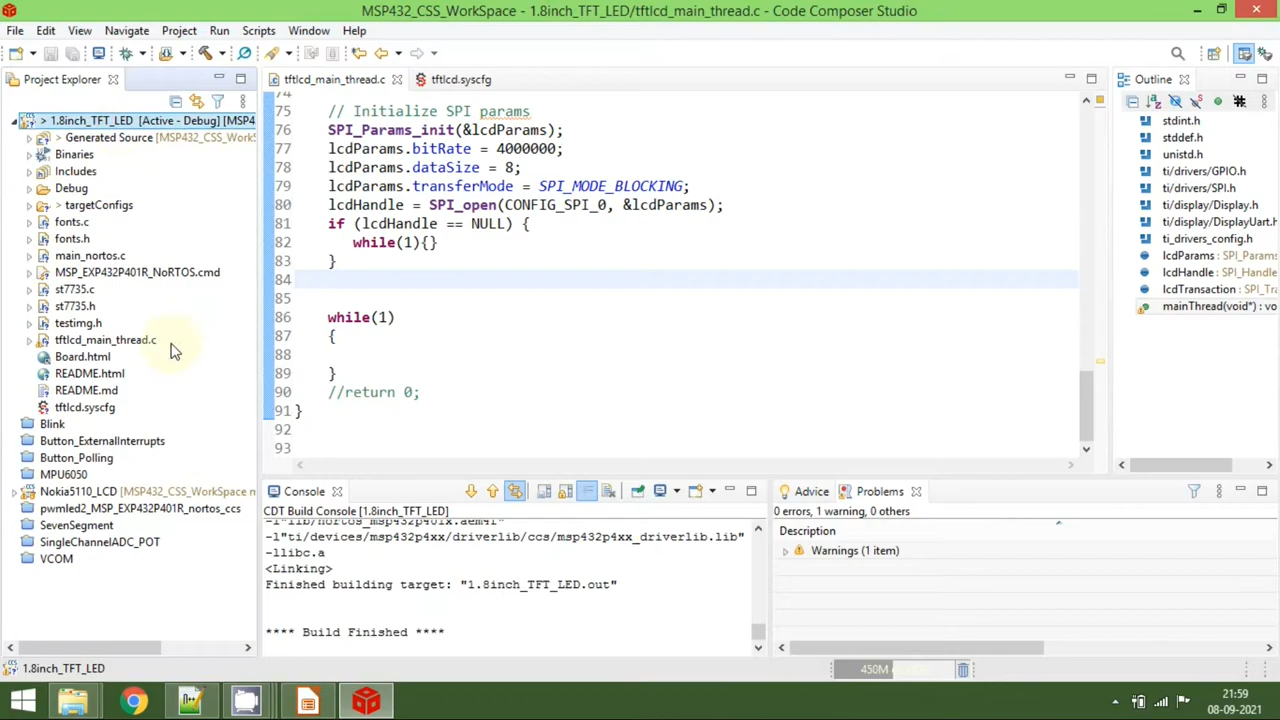 MSP432_CSS_WorkSpace - 1.8inch_TFT_LED/tftlcd_main_thread.c - Code Composer Studio
File Edit View Navigate Project Run Scripts Window Help
Project Explorer
> 1.8inch_TFT_LED [Active - Debug] [MSP4
> Generated Source [MSP432_CSS_Work
Binaries
Includes
Debug
> targetConfigs
fonts.c
fonts.h
main_nortos.c
MSP_EXP432P401R_NoRTOS.cmd
st7735.c
st7735.h
testimg.h
tftlcd_main_thread.c
Board.html
README.html
README.md
tftlcd.syscfg
Blink
Button_ExternalInterrupts
Button_Polling
MPU6050
Nokia5110_LCD [MSP432_CSS_WorkSpace m
pwmled2_MSP_EXP432P401R_nortos_ccs
SevenSegment
SingleChannelADC_POT
VCOM
tftlcd_main_thread.c
tftlcd.syscfg
74
75 // Initialize SPI params
76 SPI_Params_init(&lcdParams);
77 lcdParams.bitRate = 4000000;
78 lcdParams.dataSize = 8;
79 lcdParams.transferMode = SPI_MODE_BLOCKING;
80 lcdHandle = SPI_open(CONFIG_SPI_0, &lcdParams);
81 if (lcdHandle == NULL) {
82 while(1){}
83 }
84
85
86 while(1)
87 {
88
89 }
90 //return 0;
91 }
92
93
Outline
stdint.h
stddef.h
unistd.h
ti/drivers/GPIO.h
ti/drivers/SPI.h
ti/display/Display.h
ti/display/DisplayUart.h
ti_drivers_config.h
lcdParams : SPI_Params
lcdHandle : SPI_Handle
lcdTransaction : SPI_Tra
mainThread(void*) : vo
Console
CDT Build Console [1.8inch_TFT_LED]
-l"lib/nortos_msp432p401x.aem4f"
-l"ti/devices/msp432p4xx/driverlib/ccs/msp432p4xx_driverlib.lib"
-llibc.a
<Linking>
Finished building target: "1.8inch_TFT_LED.out"
**** Build Finished ****
Advice
Problems
0 errors, 1 warning, 0 others
Description
Warnings (1 item)
1.8inch_TFT_LED
450M
21:59
08-09-2021